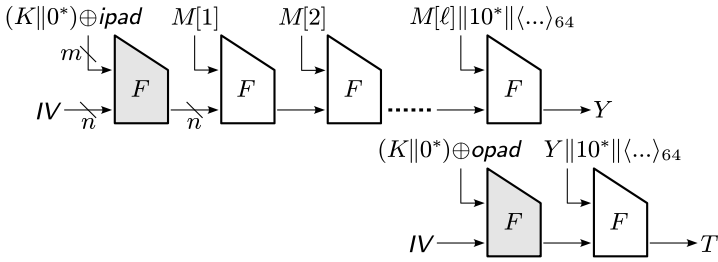 (K∥0*)⊕ipad M[1] M[2] M[ℓ]∥10*∥⟨...⟩₆₄
m
F F F F
IV n n Y
(K∥0*)⊕opad Y∥10*∥⟨...⟩₆₄
F F
IV T